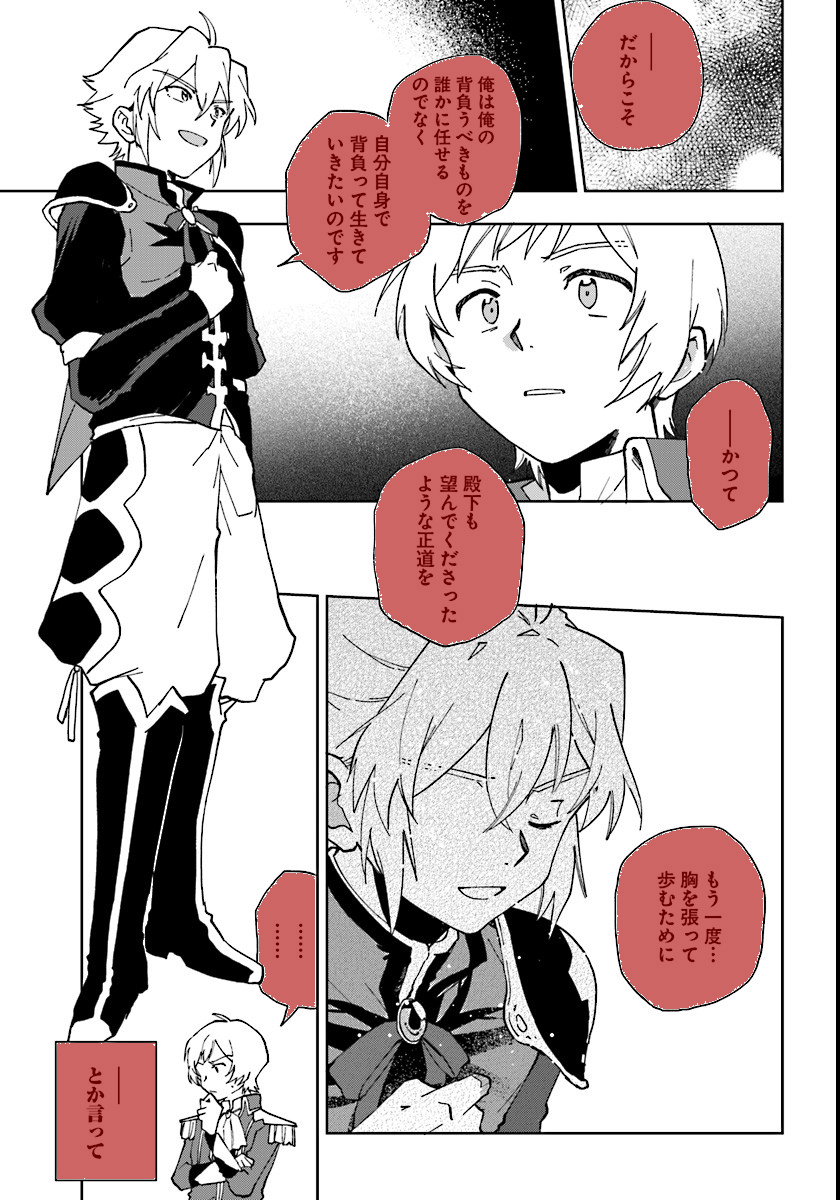 ――
だからこそ
俺は俺の
背負うべきものを
誰かに任せる
のでなく
自分自身で
背負って生きて
いきたいのです
――かつて
殿下も
望んでくださった
ような正道を
もう一度…
胸を張って
歩むために
……
……
――
とか言って